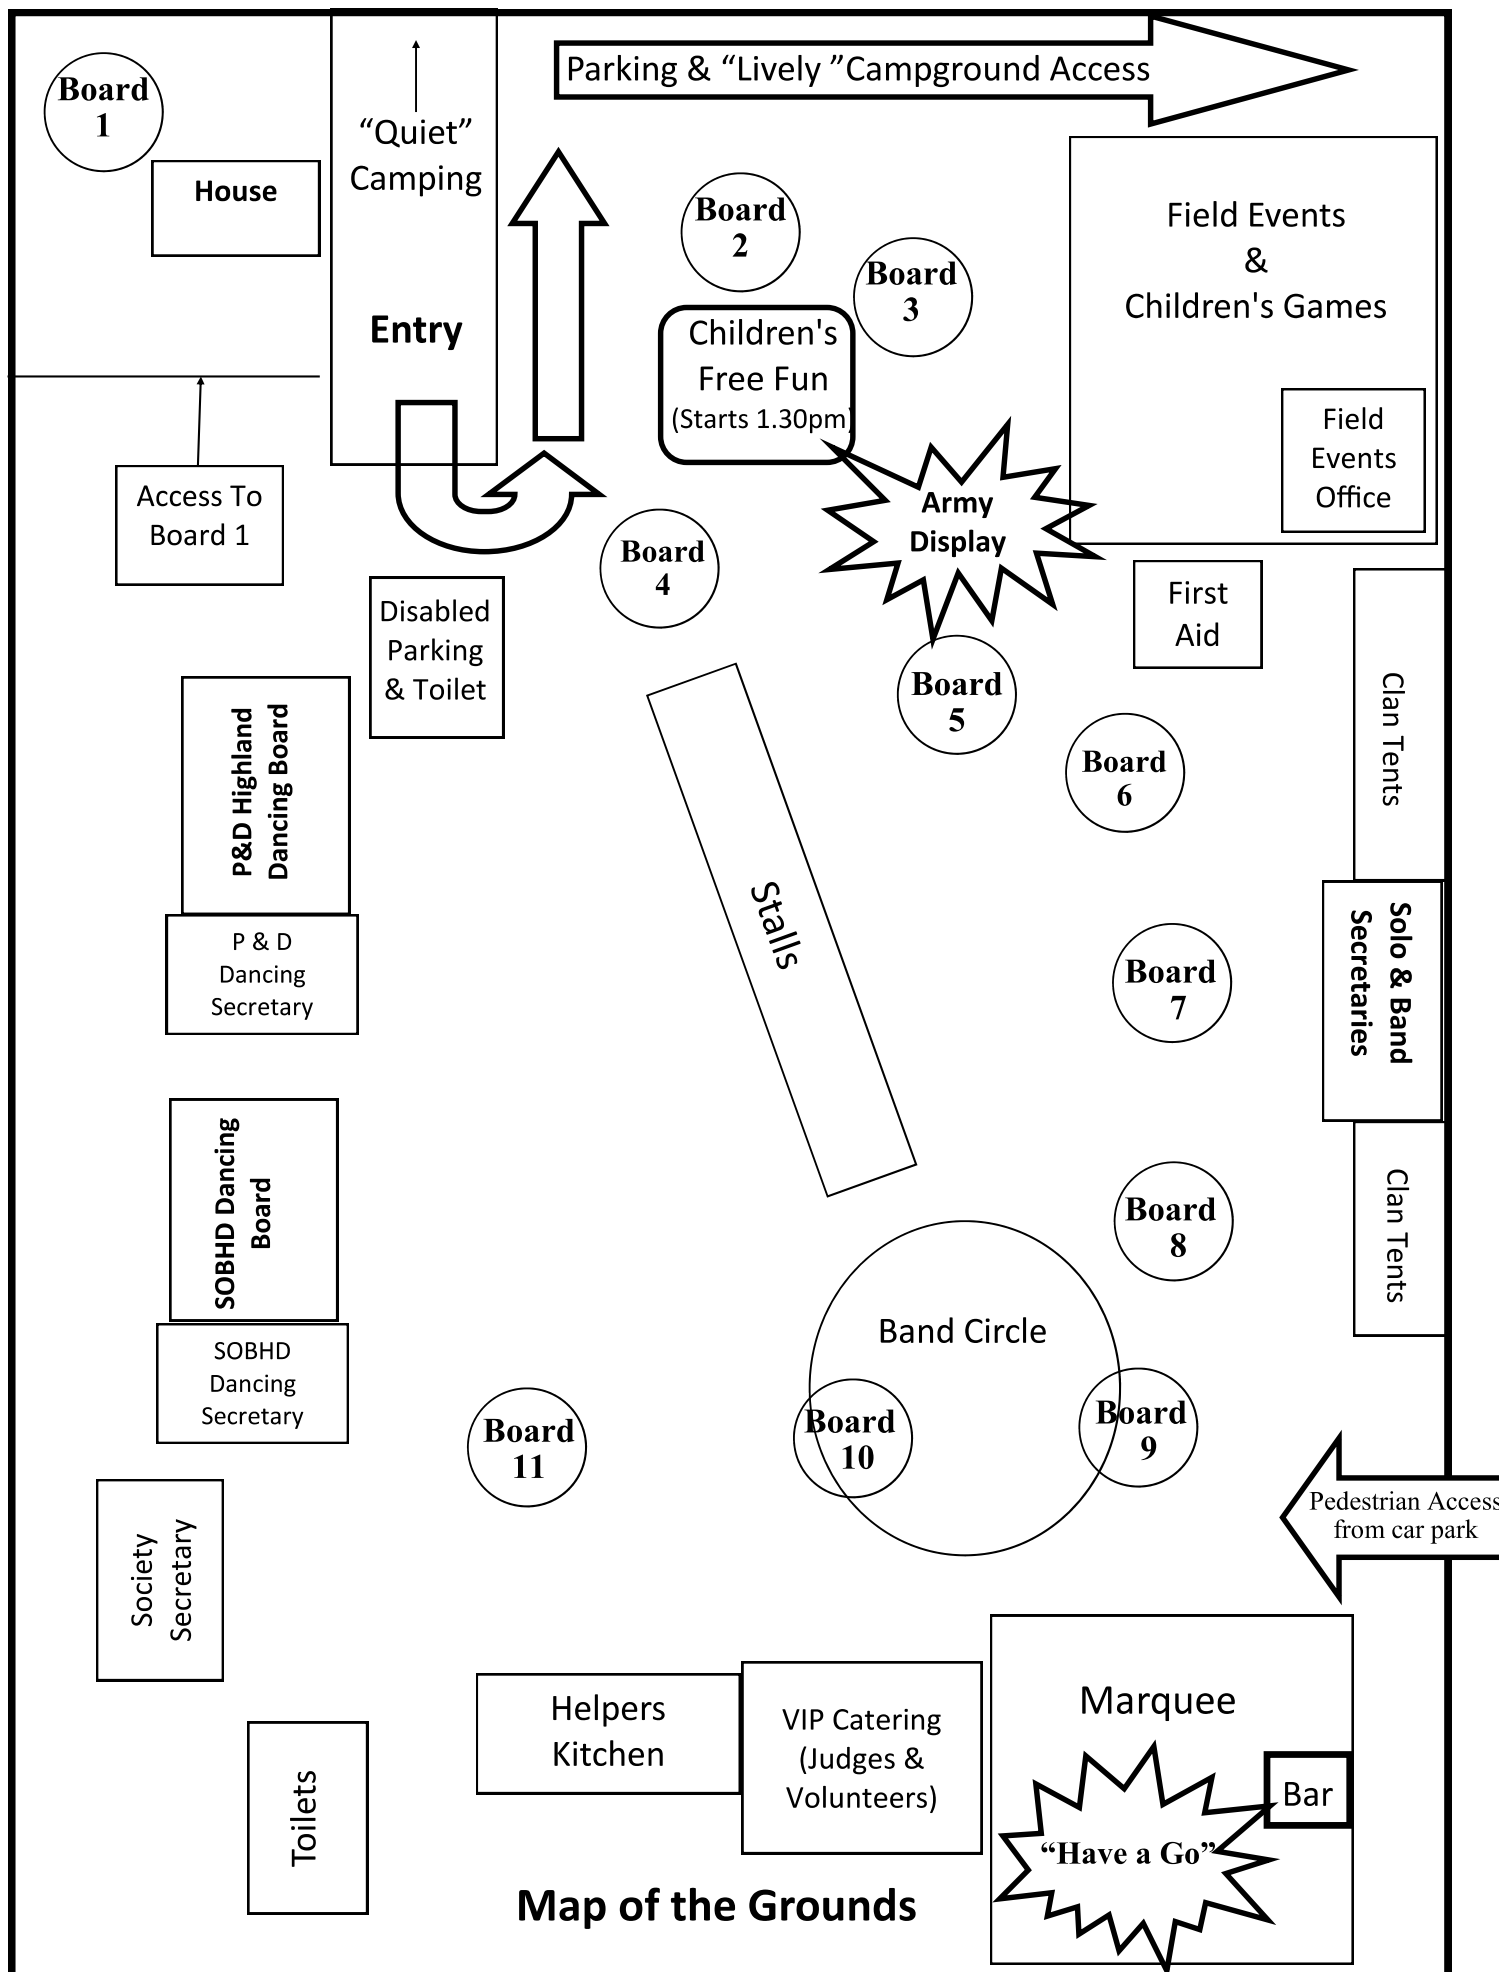 Parking & “Lively ”Campground Access
Board
1
“Quiet”
Camping
House
Entry
Board
2
Board
3
Field Events
&
Children's Games
Children's
Free Fun
(Starts 1.30pm)
Field
Events
Office
Access To
Board 1
Army
Display
Board
4
Disabled
Parking
& Toilet
First
Aid
Board
5
Clan Tents
P&D Highland
Dancing Board
Board
6
Stalls
P & D
Dancing
Secretary
Board
7
Solo & Band
Secretaries
SOBHD Dancing
Board
Board
8
Clan Tents
Band Circle
SOBHD
Dancing
Secretary
Board
11
Board
10
Board
9
Pedestrian Access
from car park
Society
Secretary
Helpers
Kitchen
VIP Catering
(Judges &
Volunteers)
Marquee
Bar
“Have a Go”
Toilets
Map of the Grounds